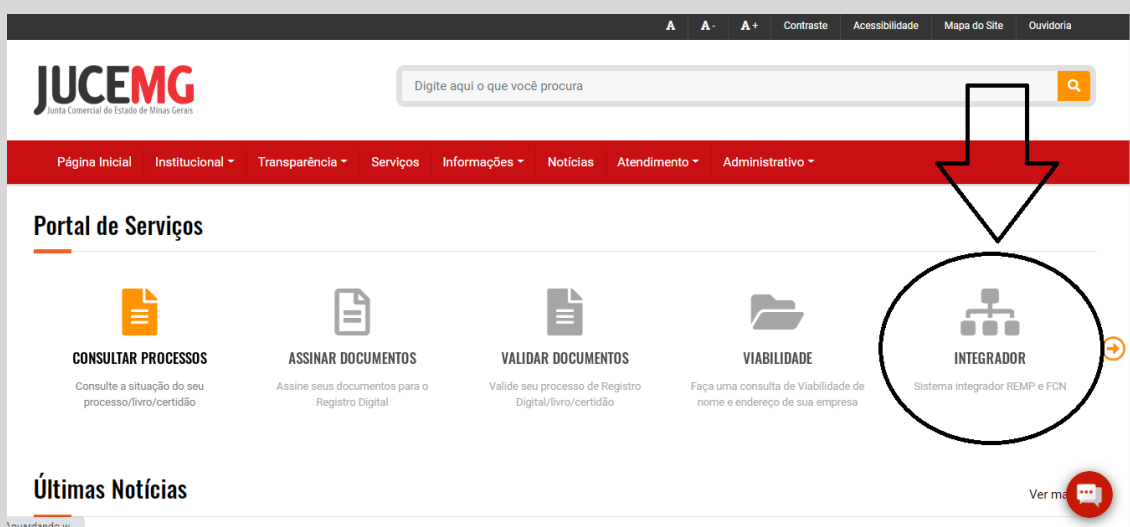 A A- A+ Contraste Acessibilidade Mapa do Site Ouvidoria
JUCEMG
Junta Comercial do Estado de Minas Gerais
Digite aqui o que você procura
Página Inicial Institucional Transparência Serviços Informações Notícias Atendimento Administrativo
Portal de Serviços
CONSULTAR PROCESSOS
Consulte a situação do seu
processo/livro/certidão
ASSINAR DOCUMENTOS
Assine seus documentos para o
Registro Digital
VALIDAR DOCUMENTOS
Valide seu processo de Registro
Digital/livro/certidão
VIABILIDADE
Faça uma consulta de Viabilidade de
nome e endereço de sua empresa
INTEGRADOR
Sistema integrador REMP e FCN
Últimas Notícias
Ver